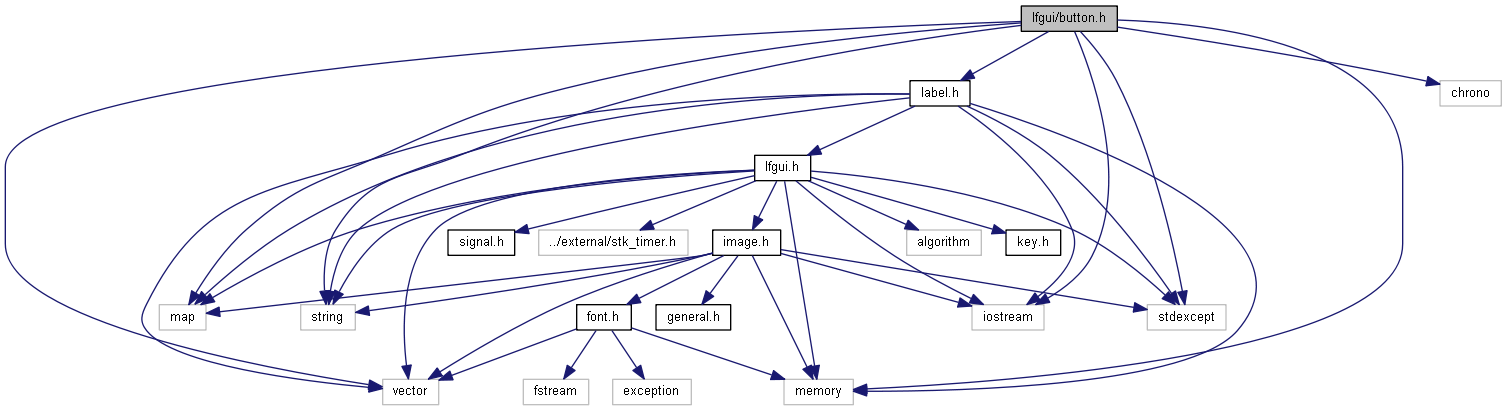 lfgui/button.h
label.h
chrono
lfgui.h
signal.h
../external/stk_timer.h
image.h
algorithm
key.h
map
string
font.h
general.h
iostream
stdexcept
vector
fstream
exception
memory